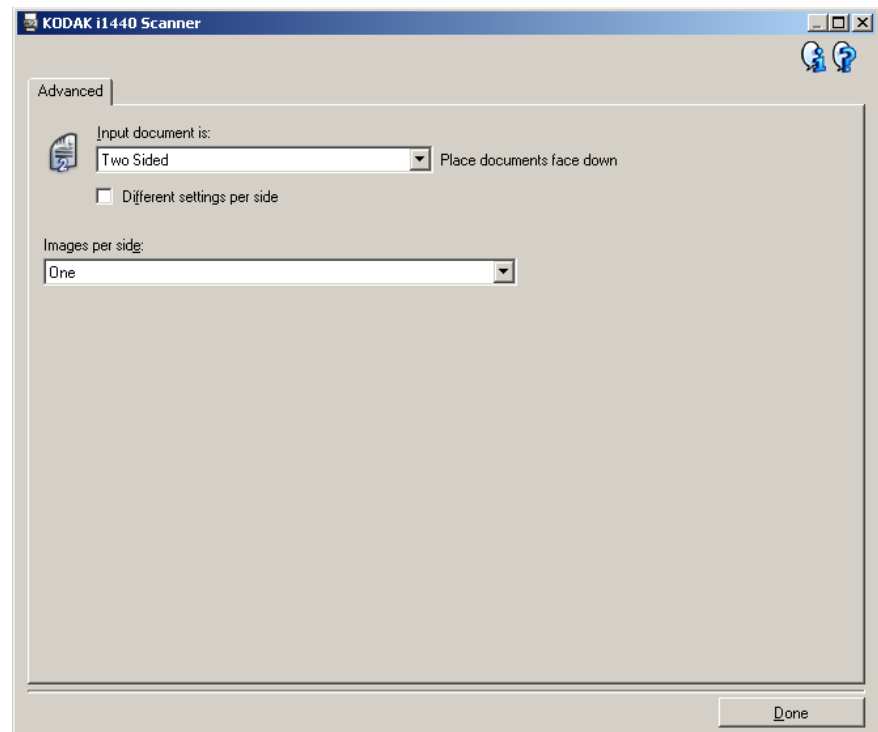 KODAK i1440 Scanner
Advanced
Input document is:
Two Sided
Place documents face down
Different settings per side
Images per side:
One
Done